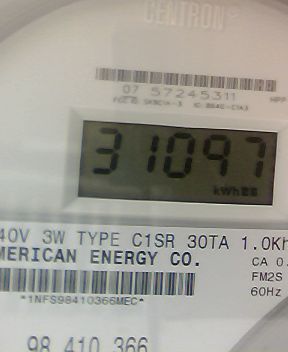 CENTRON®
07 57245311
31097
kWh
40V 3W TYPE C1SR 30TA 1.0Kh
MERICAN ENERGY CO.
CA 0.
FM2S
*1NFS98410366MEC*
60Hz
98 410 366